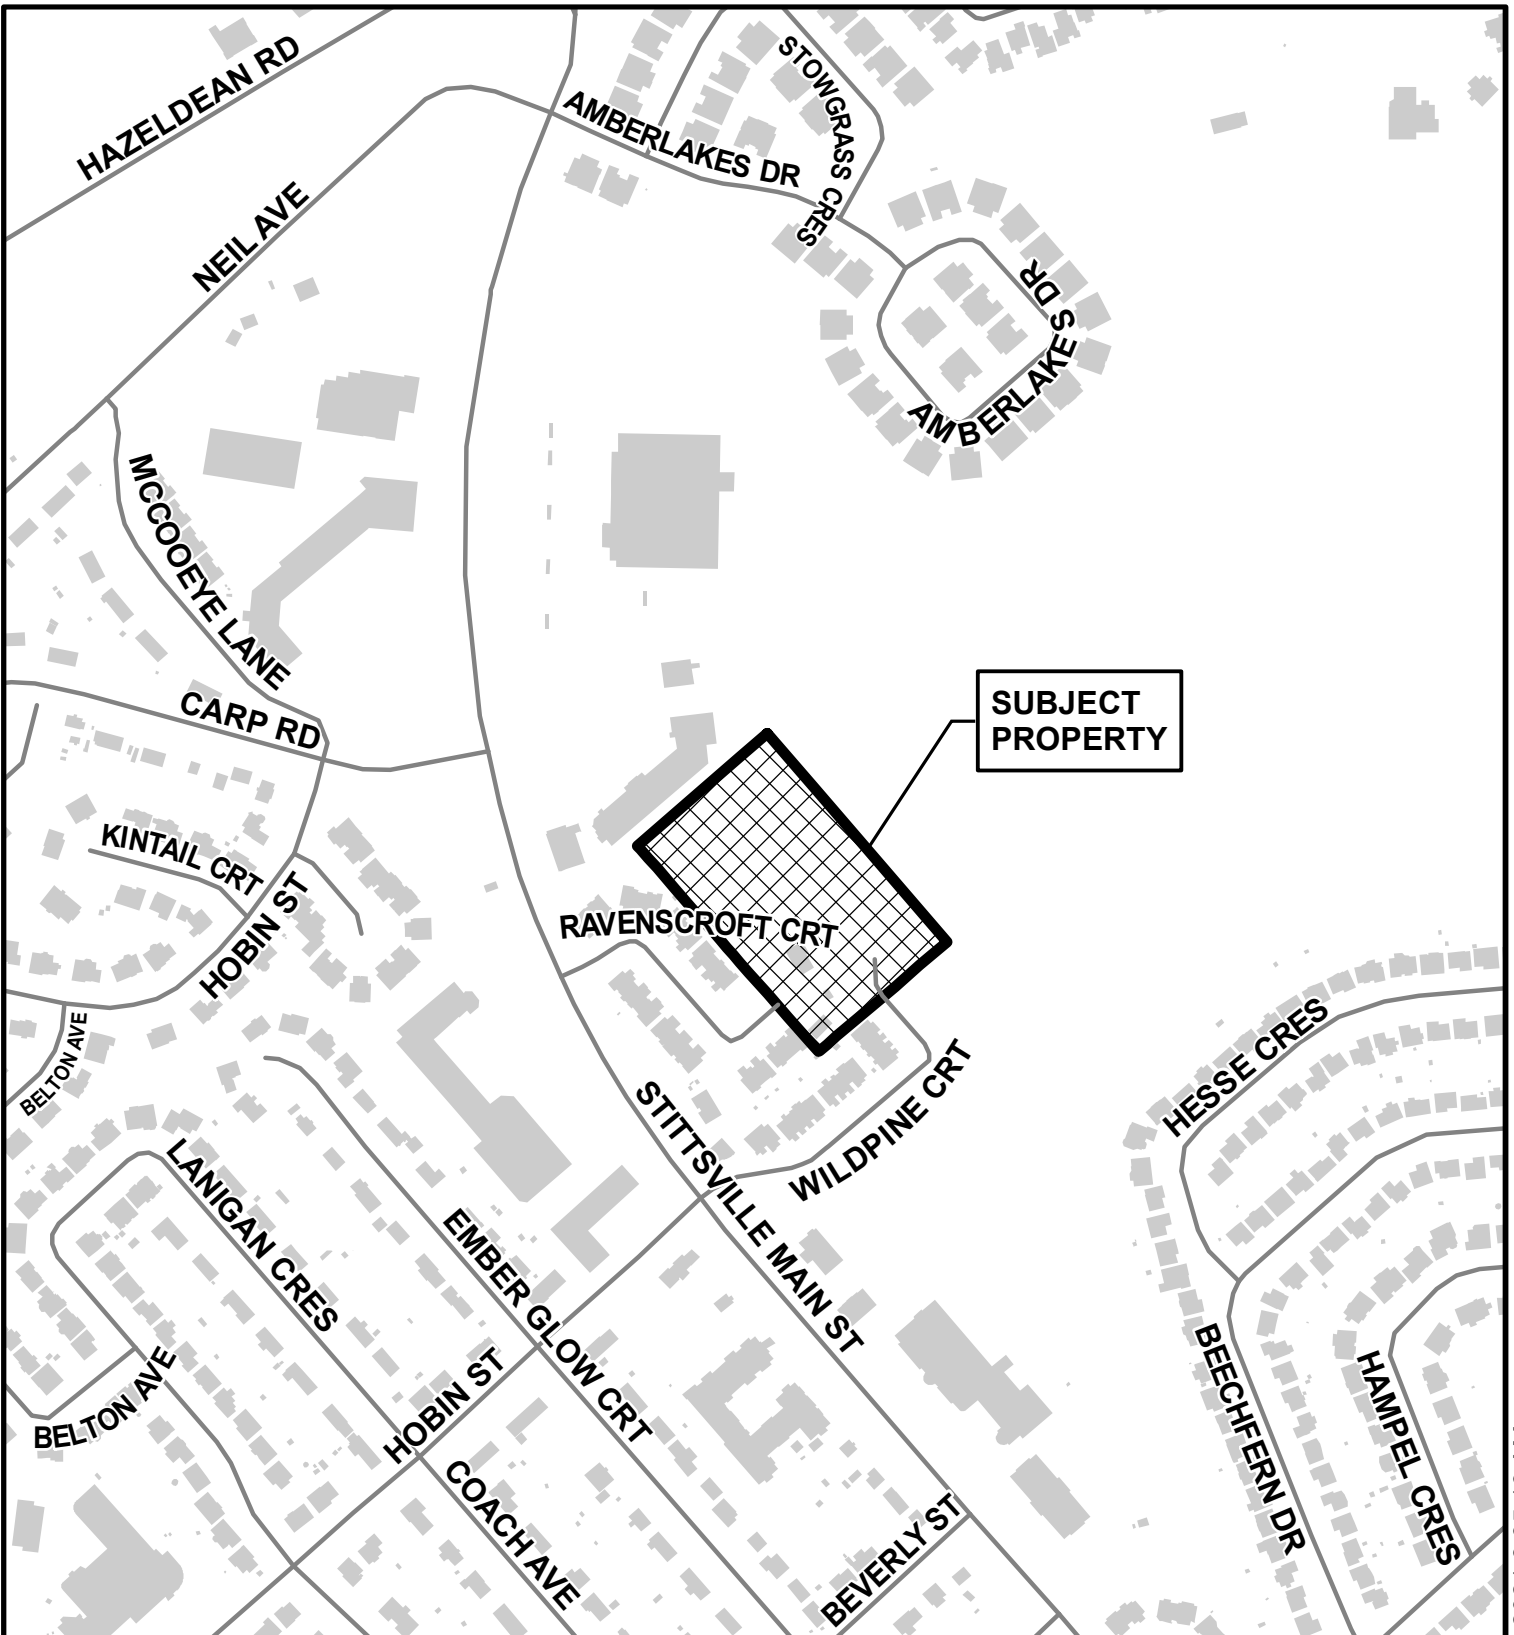 HAZELDEAN RD
STOWGRASS CRES
AMBERLAKES DR
NEIL AVE
AMBERLAKES DR
MCCOOEYE LANE
CARP RD
SUBJECT
PROPERTY
KINTAIL CRT
HOBIN ST
RAVENSCROFT CRT
BELTON AVE
HESSE CRES
WILDPINE CRT
STITTSVILLE MAIN ST
LANIGAN CRES
EMBER GLOW CRT
BELTON AVE
HOBIN ST
BEECHFERN DR
HAMPEL CRES
COACH AVE
BEVERLY ST